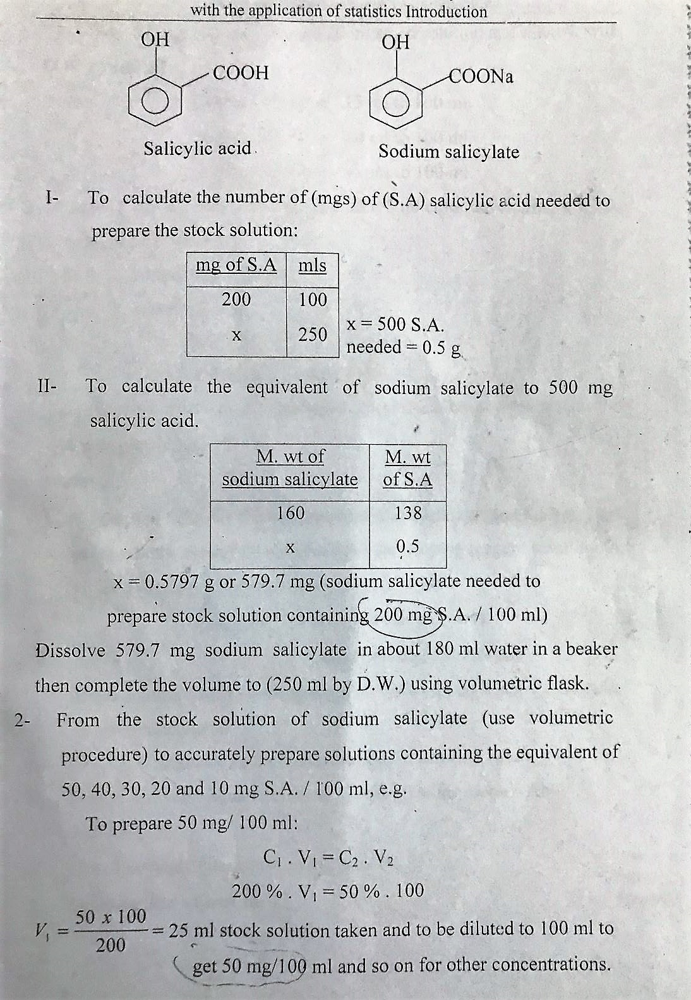 with the application of statistics Introduction
OH
COOH
Salicylic acid
OH
COONa
Sodium salicylate
I- To calculate the number of (mgs) of (S.A) salicylic acid needed to
prepare the stock solution:
mg of S.A mls
200 100
x 250
x = 500 S.A.
needed = 0.5 g
II- To calculate the equivalent of sodium salicylate to 500 mg
salicylic acid.
M. wt of M. wt
sodium salicylate of S.A
160 138
x 0.5
x = 0.5797 g or 579.7 mg (sodium salicylate needed to
prepare stock solution containing 200 mg S.A. / 100 ml)
Dissolve 579.7 mg sodium salicylate in about 180 ml water in a beaker
then complete the volume to (250 ml by D.W.) using volumetric flask.
2- From the stock solution of sodium salicylate (use volumetric
procedure) to accurately prepare solutions containing the equivalent of
50, 40, 30, 20 and 10 mg S.A. / 100 ml, e.g.
To prepare 50 mg/ 100 ml:
C₁ . V₁ = C₂ . V₂
200 % . V₁ = 50 % . 100
V₁ = 50 x 100 / 200 = 25 ml stock solution taken and to be diluted to 100 ml to
get 50 mg/100 ml and so on for other concentrations.